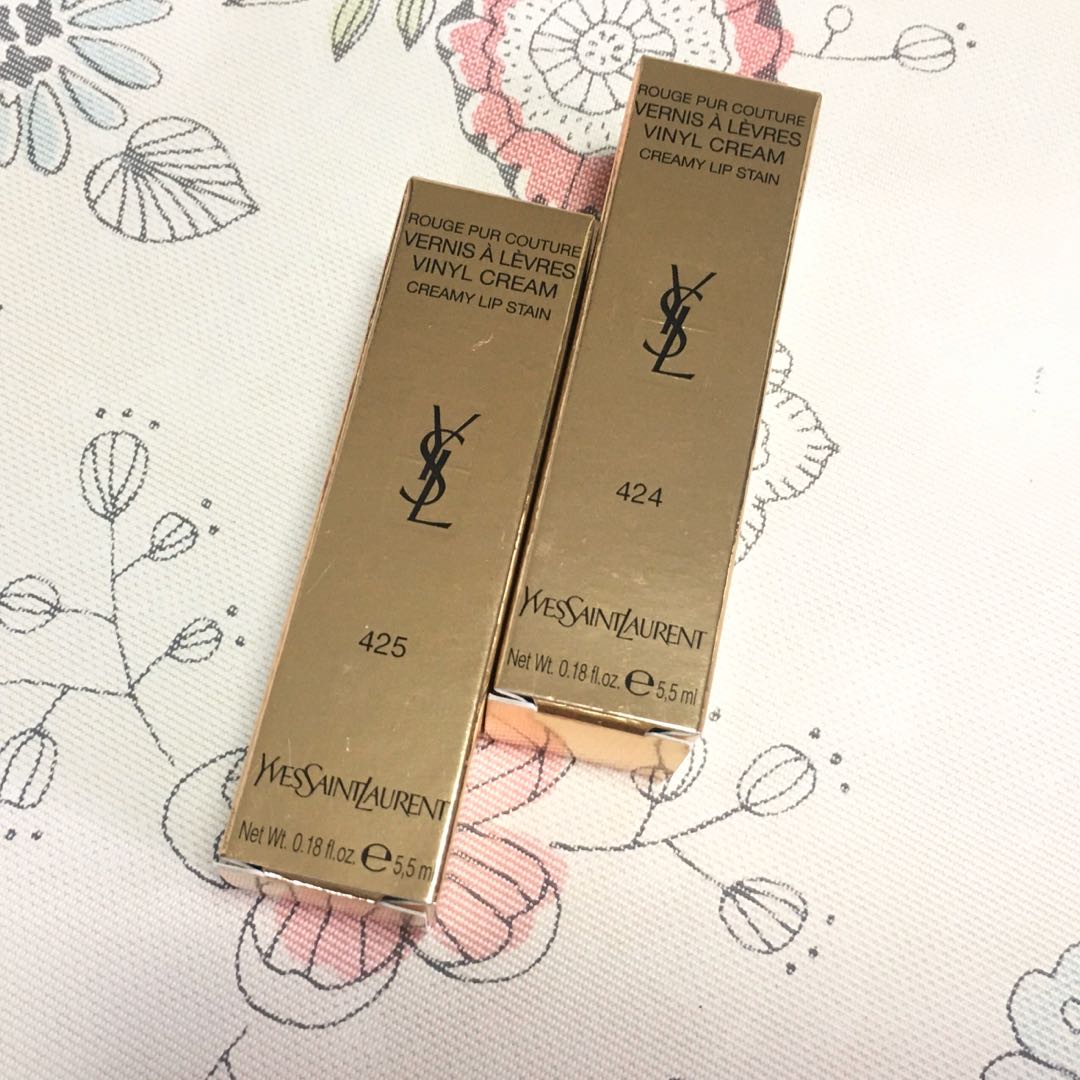 ROUGE PUR COUTURE
VERNIS À LÈVRES
VINYL CREAM
CREAMY LIP STAIN
YSL
425
YVESSAINTLAURENT
Net Wt. 0.18 fl.oz. e 5,5 ml
ROUGE PUR COUTURE
VERNIS À LÈVRES
VINYL CREAM
CREAMY LIP STAIN
YSL
424
YVESSAINTLAURENT
Net Wt. 0.18 fl.oz. e 5,5 ml